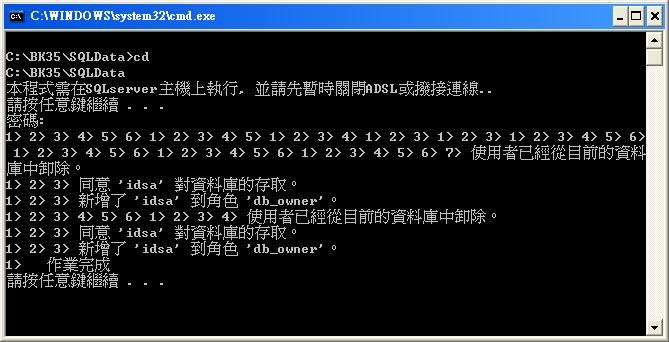 C:\WINDOWS\system32\cmd.exe
C:\BK35\SQLData>cd
C:\BK35\SQLData
本程式需在SQLserver主機上執行, 並請先暫時關閉ADSL或撥接連線..
請按任意鍵繼續 . . .
密碼:
1> 2> 3> 4> 5> 6> 1> 2> 3> 4> 5> 1> 2> 3> 4> 1> 2> 3> 1> 2> 3> 1> 2> 3> 4> 5> 6>
1> 2> 3> 4> 5> 6> 1> 2> 3> 4> 5> 1> 2> 3> 4> 5> 6> 7> 使用者已經從目前的資料
庫中卸除。
1> 2> 3> 同意 'idsa' 對資料庫的存取。
1> 2> 3> 新增了 'idsa' 到角色 'db_owner'。
1> 2> 3> 4> 5> 6> 1> 2> 3> 4> 使用者已經從目前的資料庫中卸除。
1> 2> 3> 同意 'idsa' 對資料庫的存取。
1> 2> 3> 新增了 'idsa' 到角色 'db_owner'。
1>   作業完成
請按任意鍵繼續 . . .